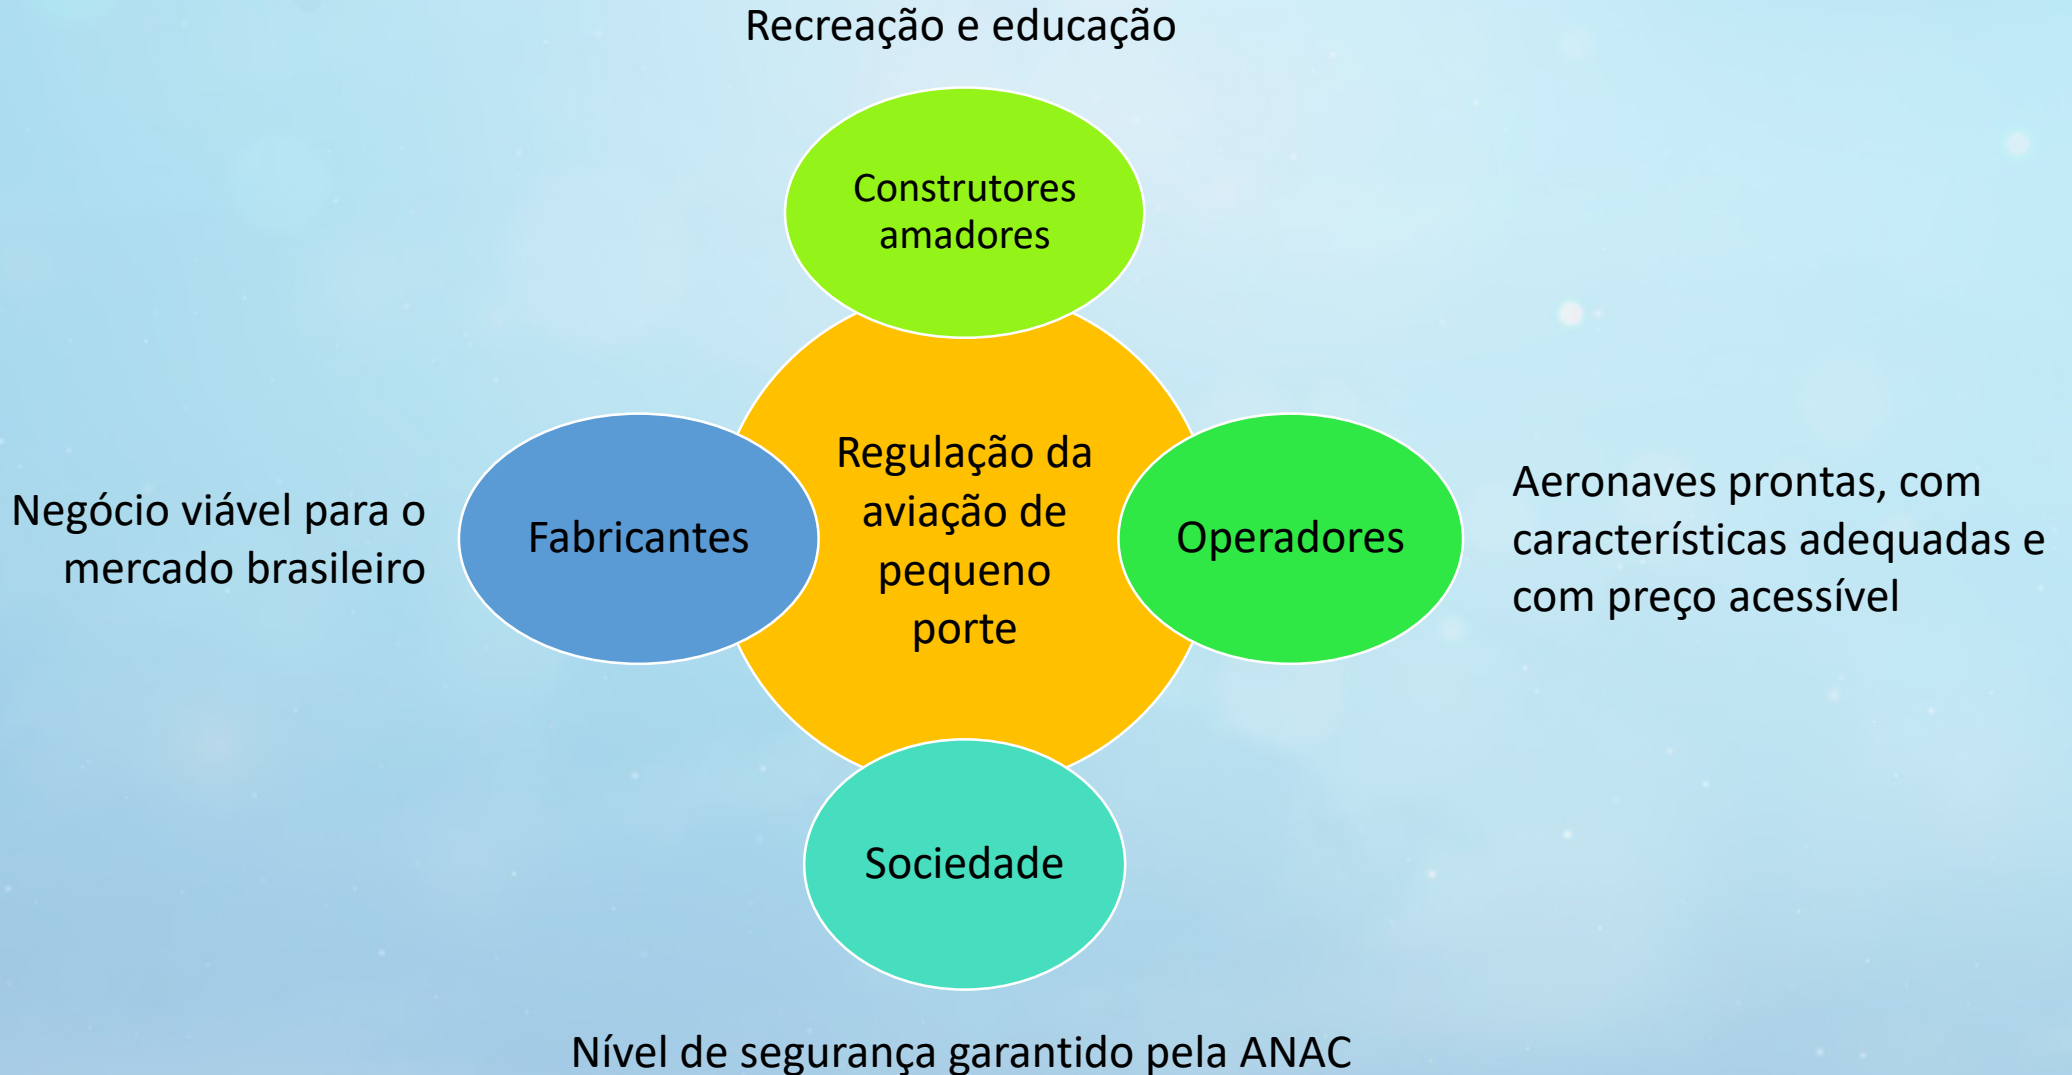 Recreação e educação
Construtores
amadores
Negócio viável para o
mercado brasileiro
Fabricantes
Regulação da
aviação de
pequeno
porte
Operadores
Aeronaves prontas, com
características adequadas e
com preço acessível
Sociedade
Nível de segurança garantido pela ANAC